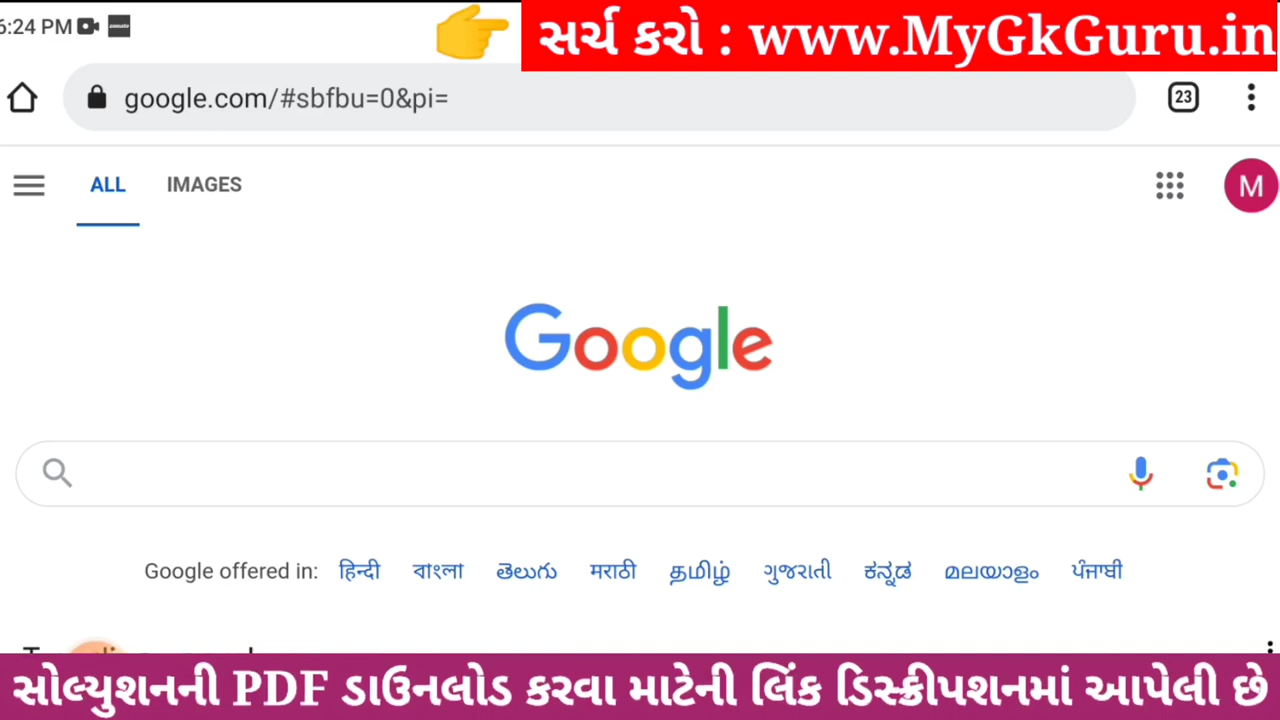 6:24 PM
સર્ચ કરો : www.MyGkGuru.in
google.com/#sbfbu=0&pi=
23
ALL IMAGES
M
Google
Google offered in: हिन्दी বাংলা తెలుగు मराठी தமிழ் ગુજરાતી ಕನ್ನಡ മലയാളം ਪੰਜਾਬੀ
સોલ્યુશનની PDF ડાઉનલોડ કરવા માટેની લિંક ડિસ્ક્રીપશનમાં આપેલી છે